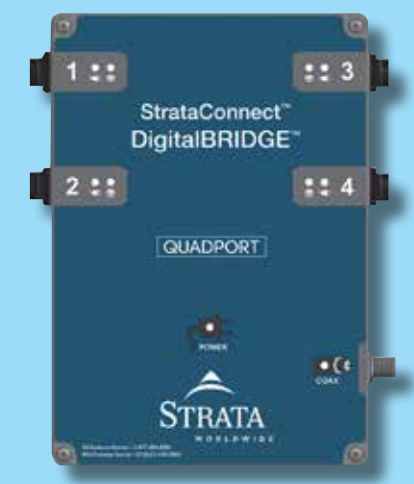 1
3
StrataConnect™
DigitalBRIDGE™
2
4
QUADPORT
POWER
COAX
STRATA
WORLDWIDE